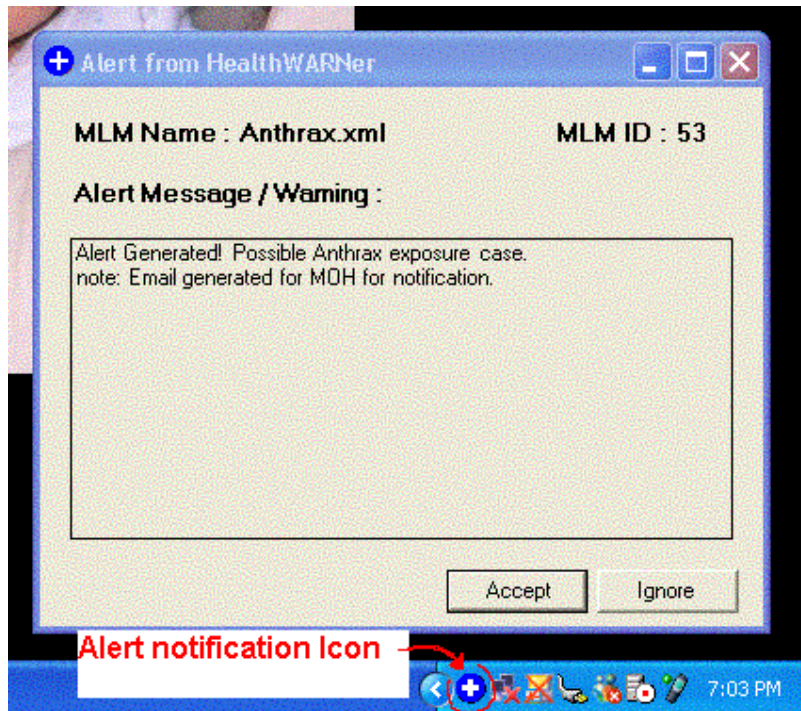 Alert from HealthWARNer
MLM Name : Anthrax.xml MLM ID : 53
Alert Message / Warning :
Alert Generated! Possible Anthrax exposure case.
note: Email generated for MOH for notification.
Accept Ignore
Alert notification Icon
7:03 PM